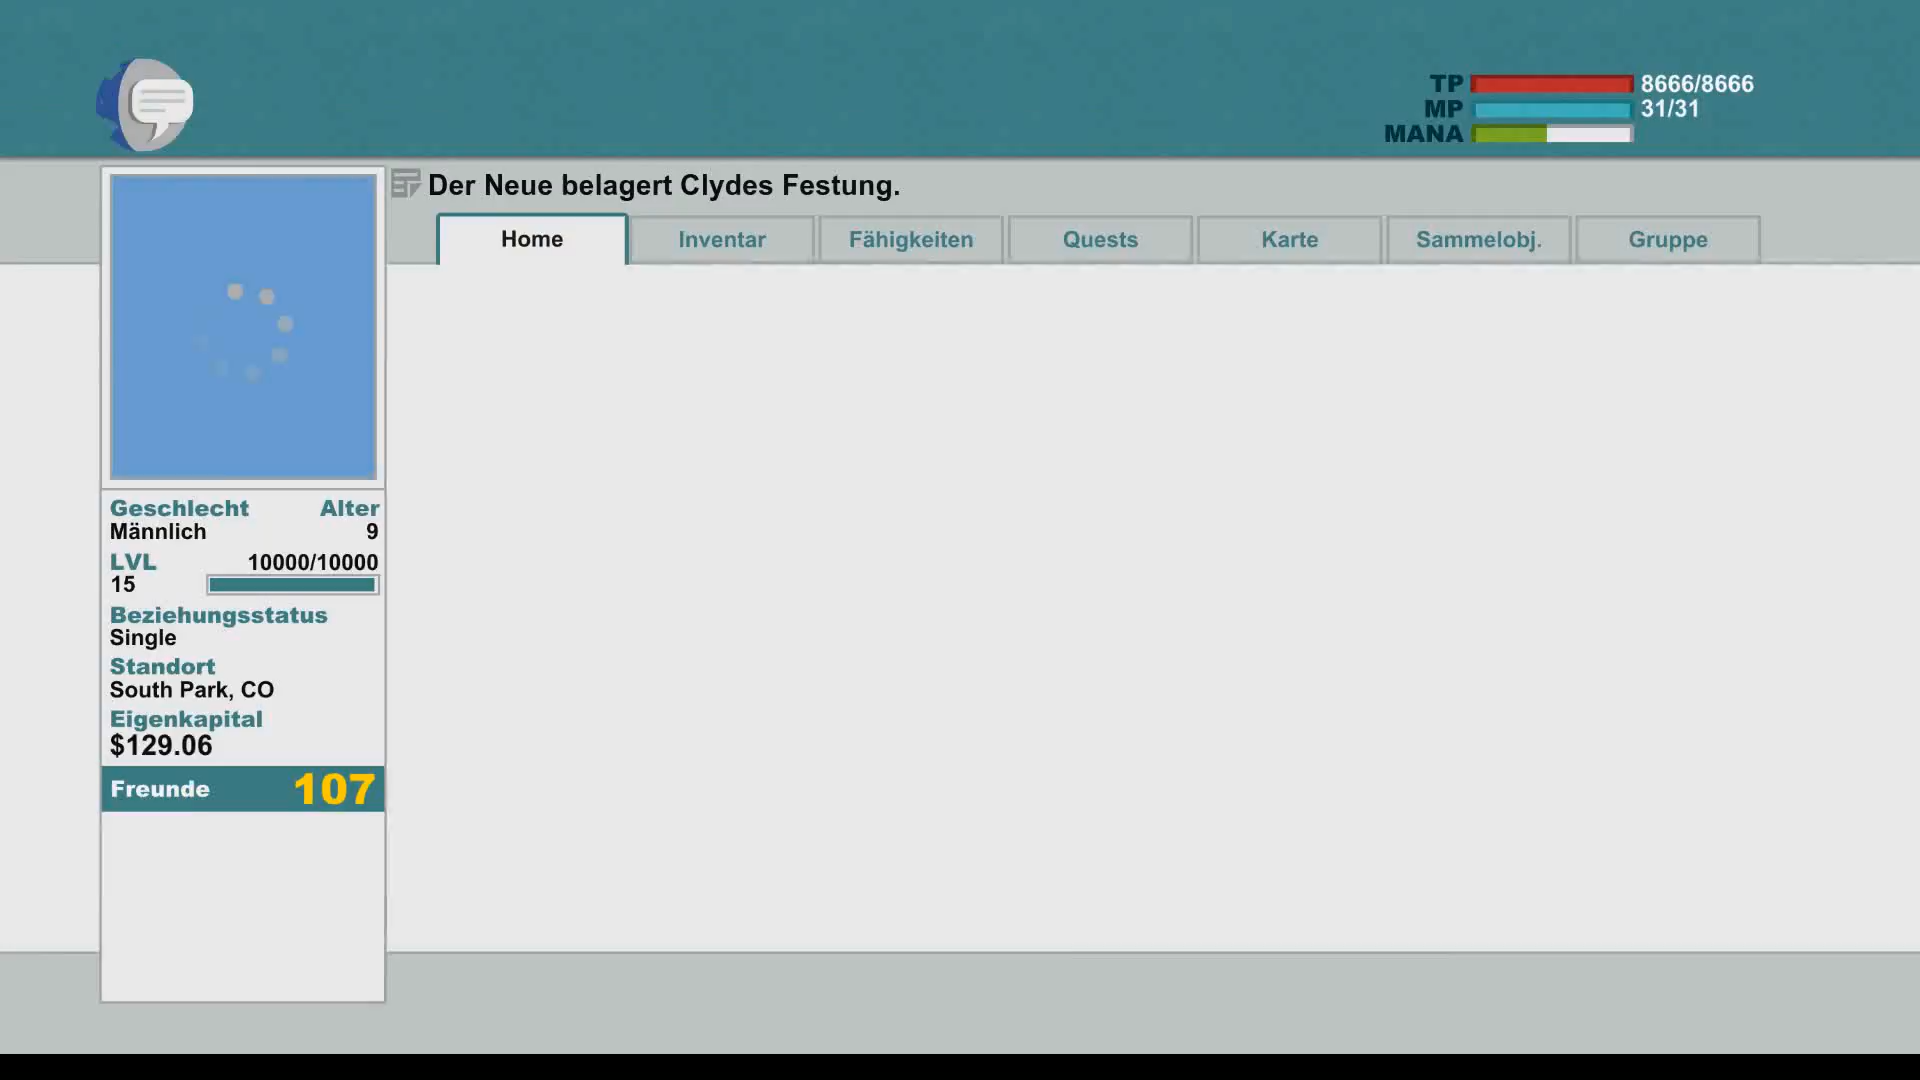 TP 8666/8666
MP 31/31
MANA
Der Neue belagert Clydes Festung.
Home Inventar Fähigkeiten Quests Karte Sammelobj. Gruppe
Geschlecht Alter
Männlich 9
LVL 10000/10000
15
Beziehungsstatus
Single
Standort
South Park, CO
Eigenkapital
$129.06
Freunde 107